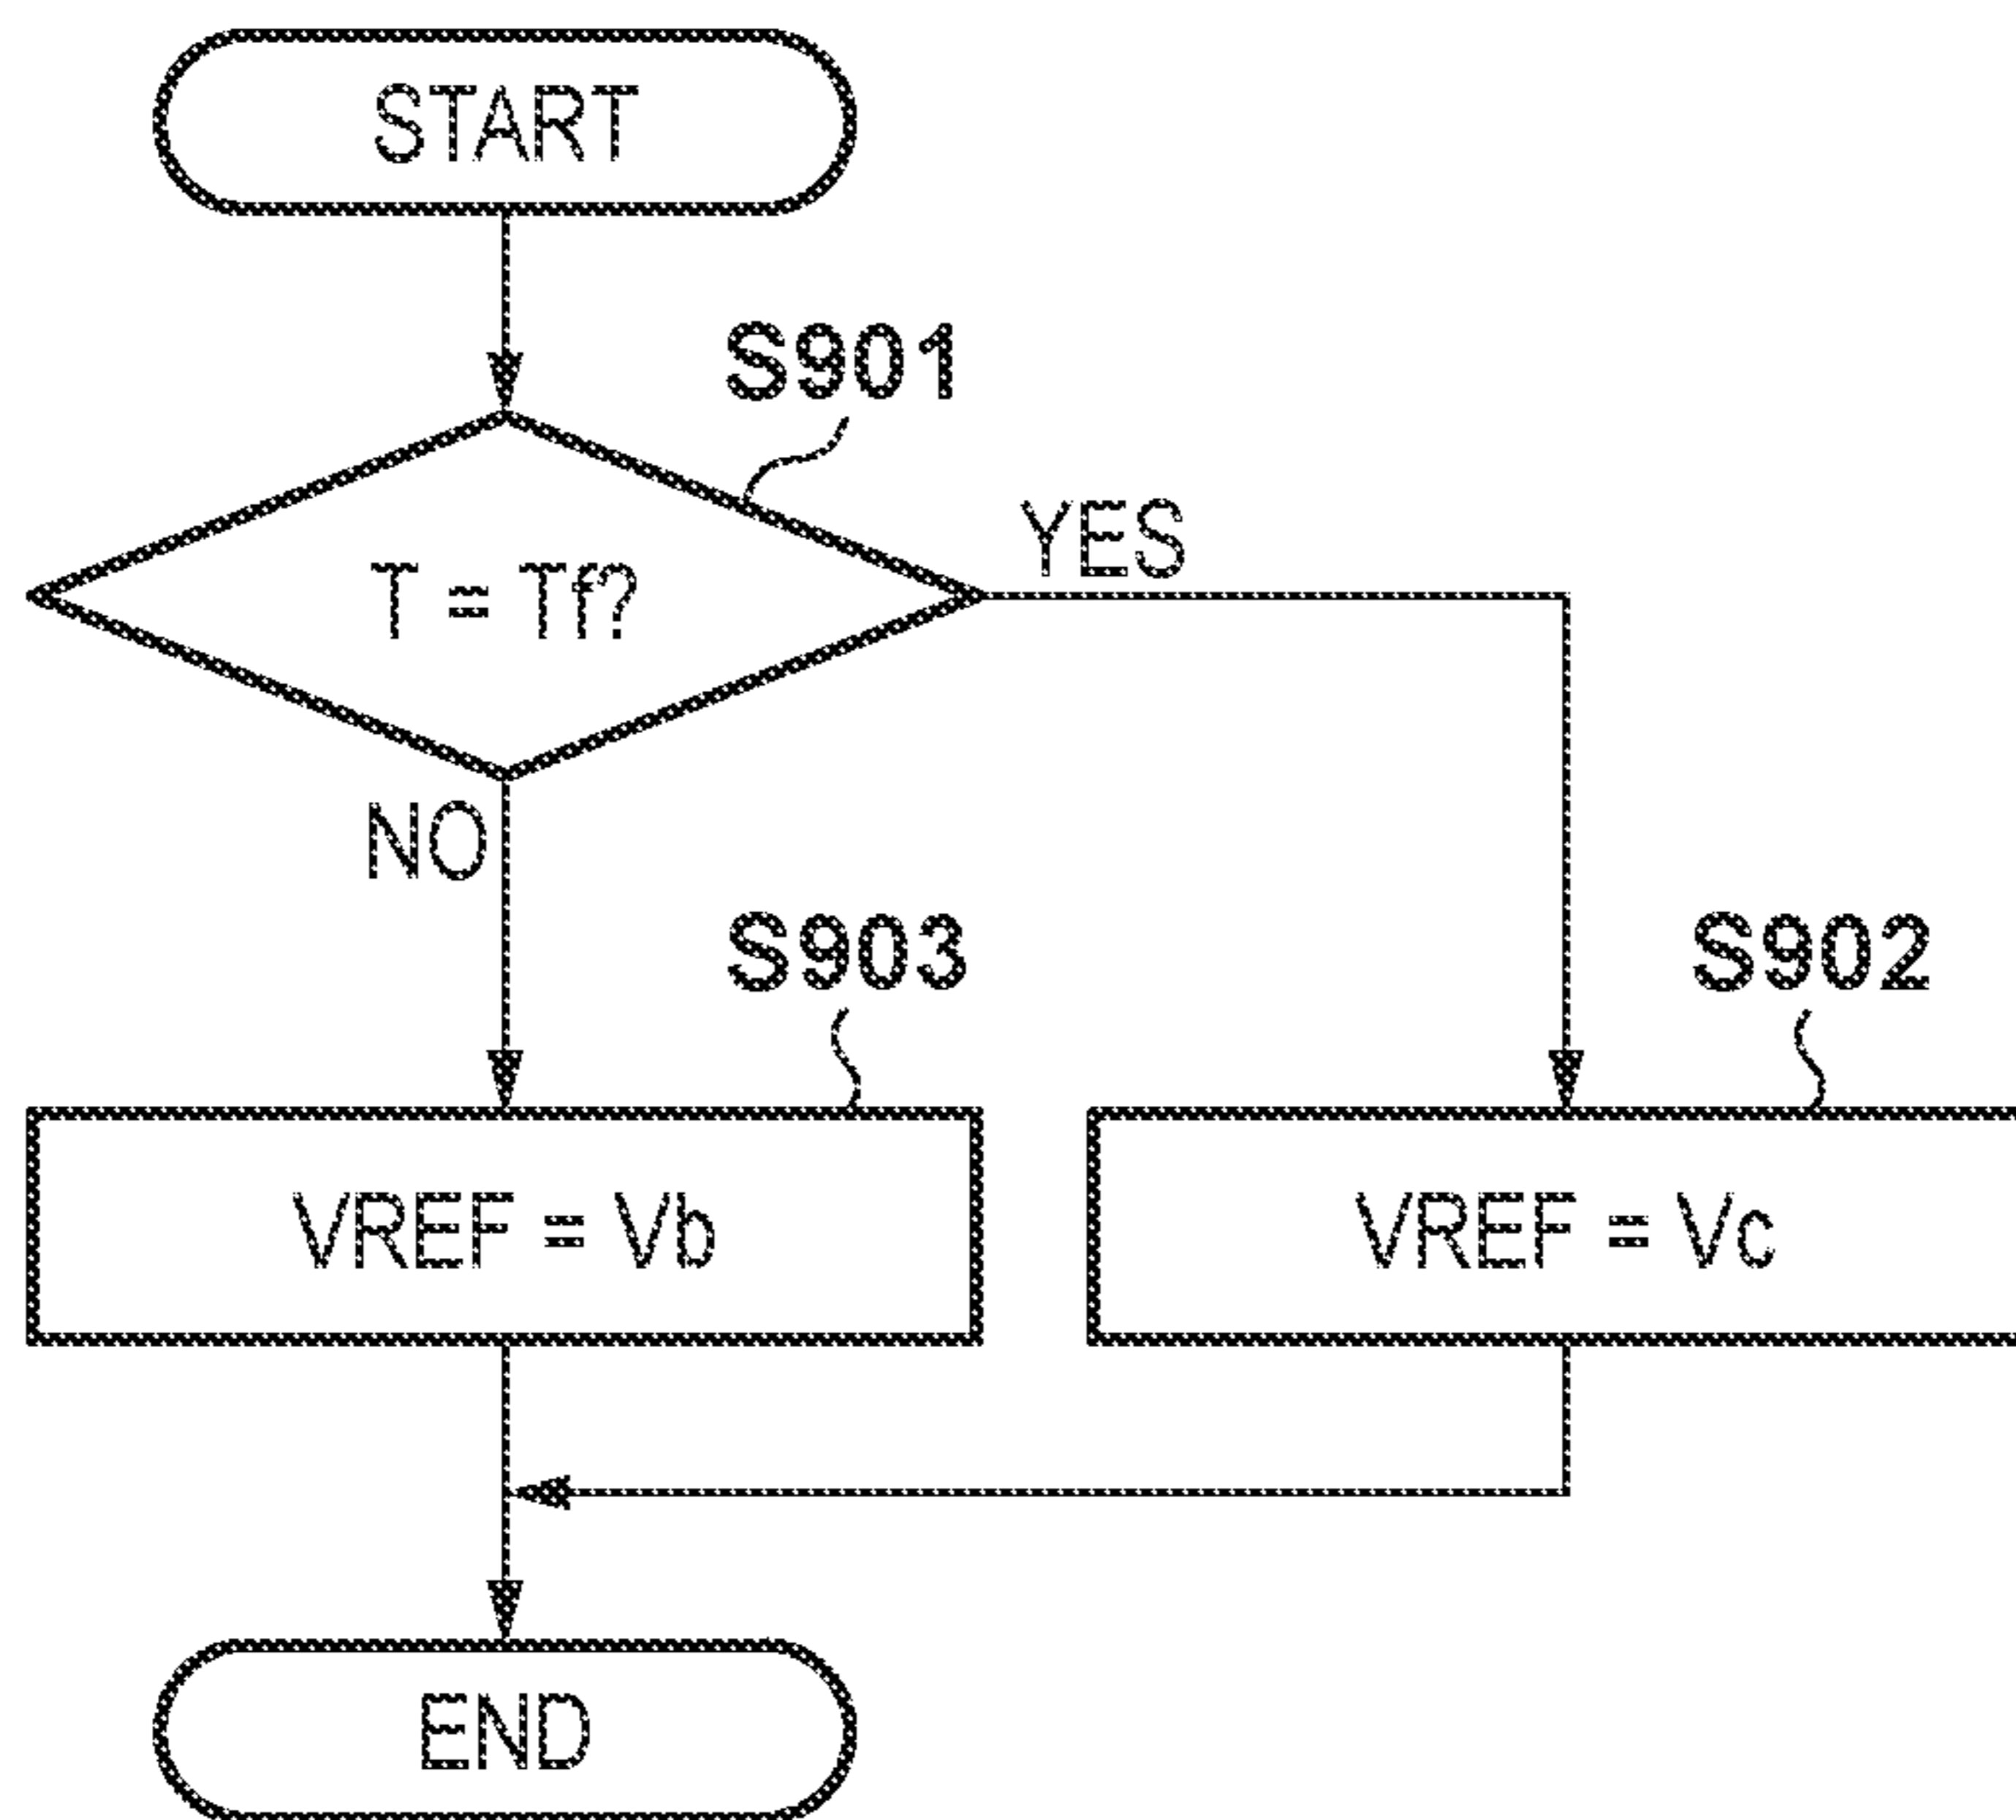 START
S901
YES
T = Tf?
NO
S903
S902
VREF = Vb
VREF = Vc
END